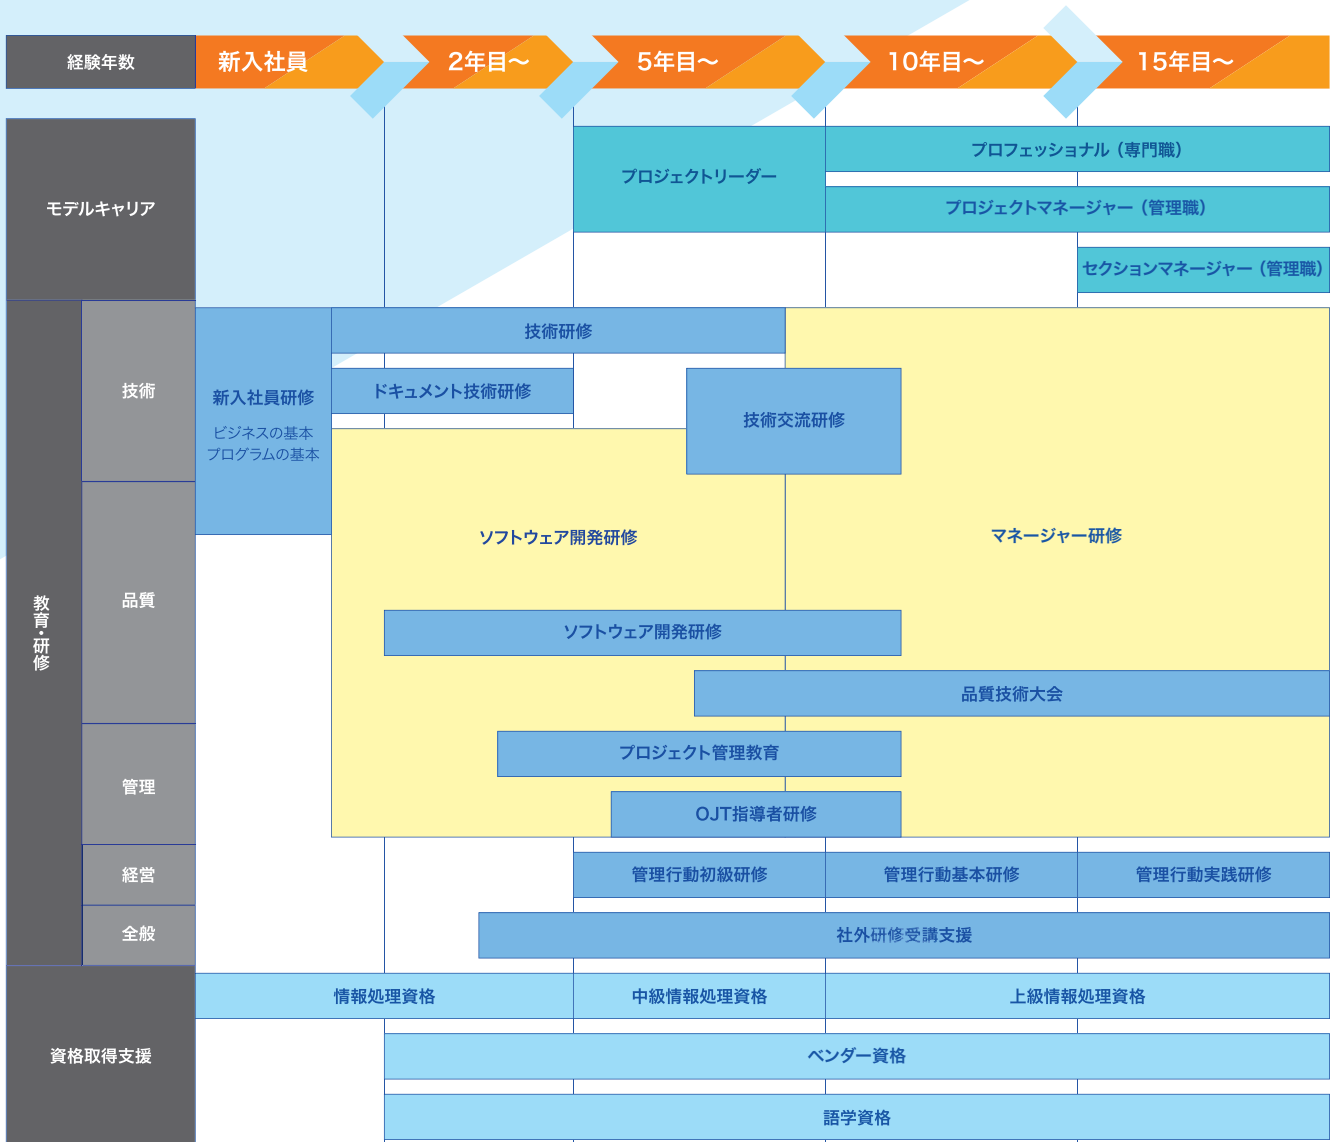 経験年数
新入社員
2年目～
5年目～
10年目～
15年目～
モデルキャリア
プロジェクトリーダー
プロフェッショナル（専門職）
プロジェクトマネージャー（管理職）
セクションマネージャー（管理職）
教育・研修
技術
新入社員研修
ビジネスの基本
プログラムの基本
技術研修
ドキュメント技術研修
技術交流研修
ソフトウェア開発研修
マネージャー研修
品質
ソフトウェア開発研修
品質技術大会
管理
プロジェクト管理教育
OJT指導者研修
経営
管理行動初級研修
管理行動基本研修
管理行動実践研修
全般
社外研修受講支援
資格取得支援
情報処理資格
中級情報処理資格
上級情報処理資格
ベンダー資格
語学資格